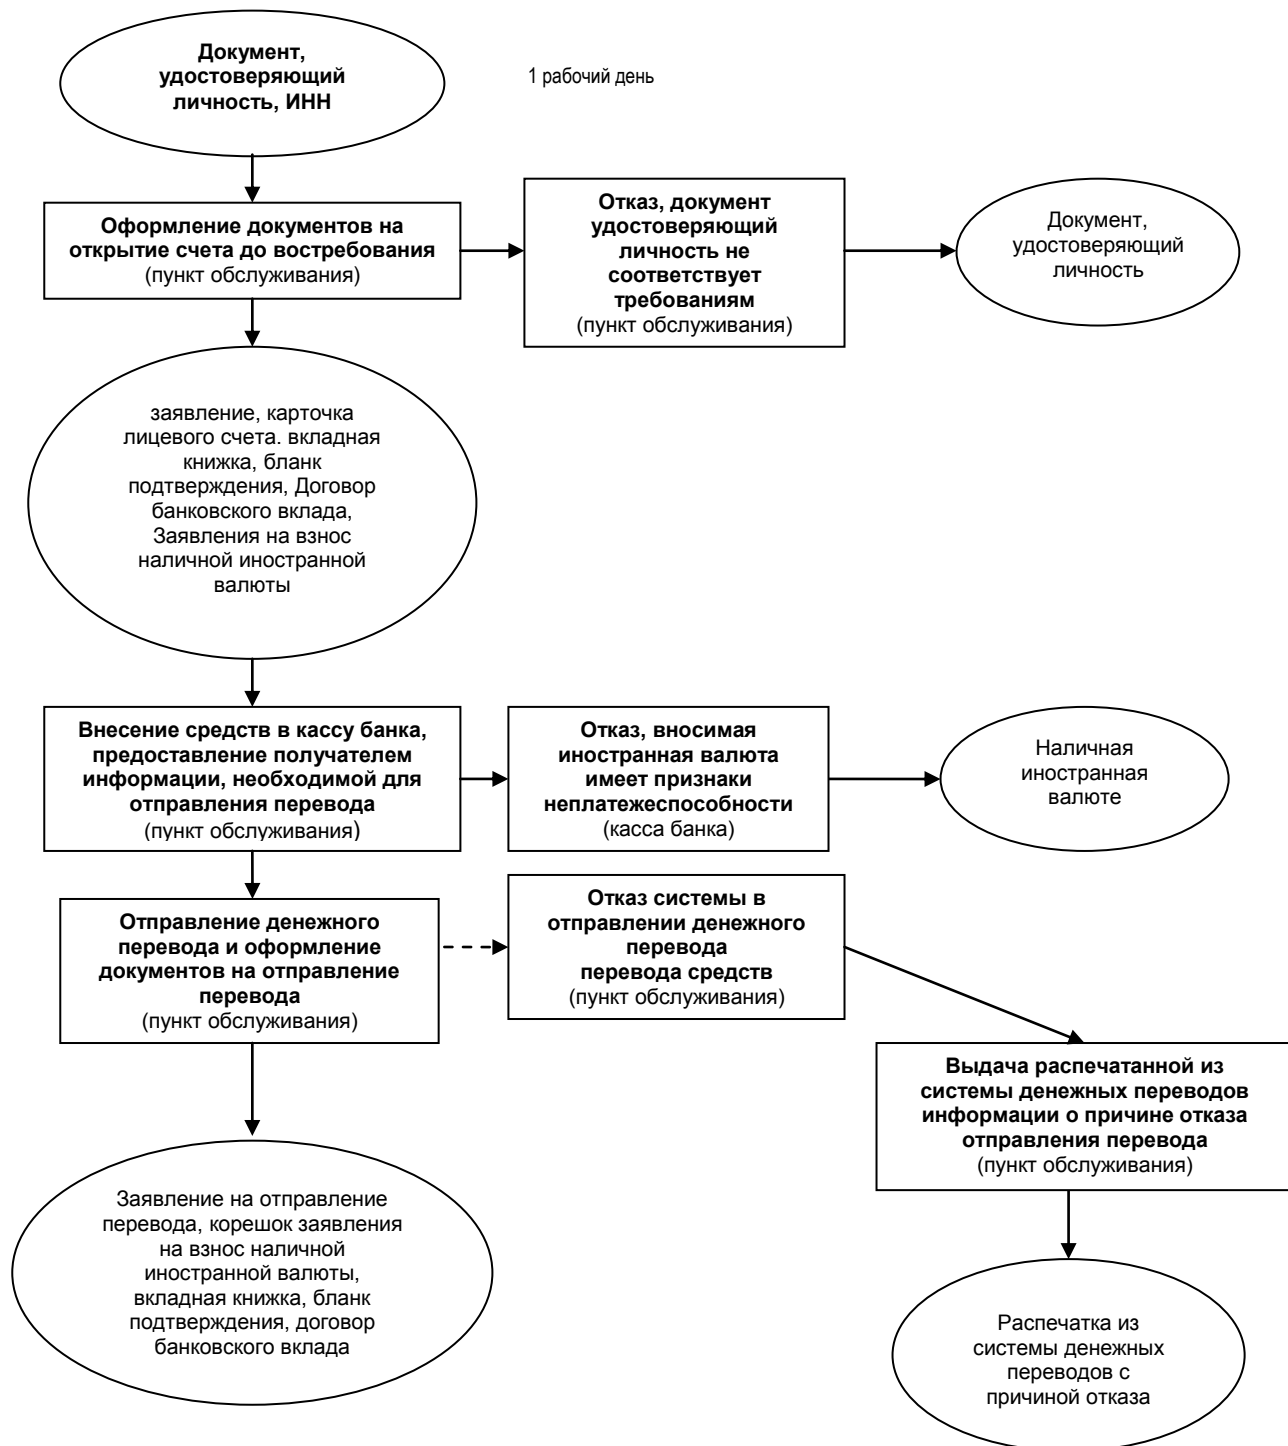 Документ,
удостоверяющий
личность, ИНН
1 рабочий день
Оформление документов на
открытие счета до востребования
(пункт обслуживания)
Отказ, документ
удостоверяющий
личность не
соответствует
требованиям
(пункт обслуживания)
Документ,
удостоверяющий
личность
заявление, карточка
лицевого счета. вкладная
книжка, бланк
подтверждения, Договор
банковского вклада,
Заявления на взнос
наличной иностранной
валюты
Внесение средств в кассу банка,
предоставление получателем
информации, необходимой для
отправления перевода
(пункт обслуживания)
Отказ, вносимая
иностранная валюта
имеет признаки
неплатежеспособности
(касса банка)
Наличная
иностранная
валюте
Отправление денежного
перевода и оформление
документов на отправление
перевода
(пункт обслуживания)
Отказ системы в
отправлении денежного
перевода
перевода средств
(пункт обслуживания)
Выдача распечатанной из
системы денежных переводов
информации о причине отказа
отправления перевода
(пункт обслуживания)
Заявление на отправление
перевода, корешок заявления
на взнос наличной
иностранной валюты,
вкладная книжка, бланк
подтверждения, договор
банковского вклада
Распечатка из
системы денежных
переводов с
причиной отказа